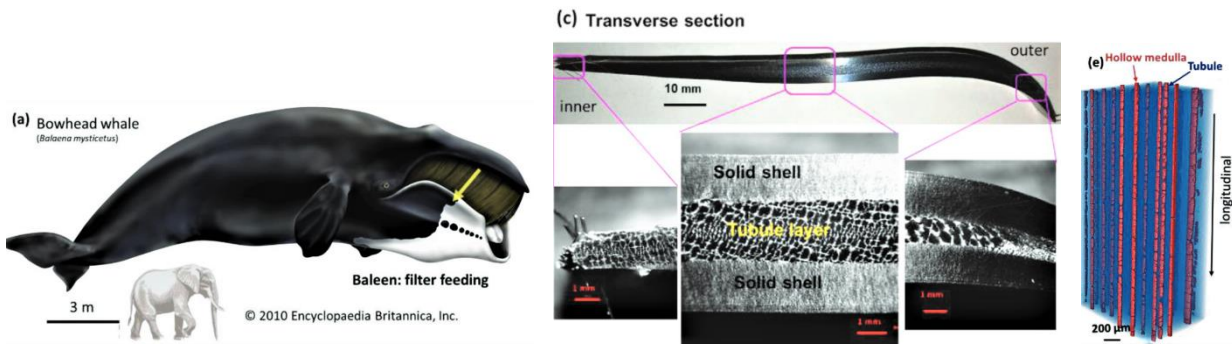 (a) Bowhead whale
(Balaena mysticetus)
Baleen: filter feeding
3 m
© 2010 Encyclopaedia Britannica, Inc.
(c) Transverse section
outer
10 mm
inner
Solid shell
Tubule layer
Solid shell
1 mm
1 mm
1 mm
Hollow medulla
(e)
Tubule
longitudinal
200 μm